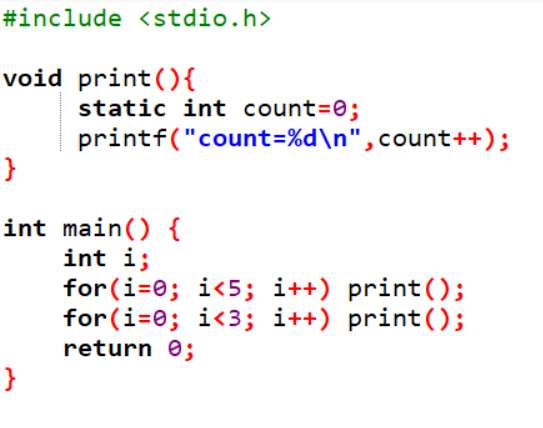 #include <stdio.h>
void print(){
static int count=0;
printf("count=%d\n",count++);
}
int main() {
int i;
for(i=0; i<5; i++) print();
for(i=0; i<3; i++) print();
return 0;
}